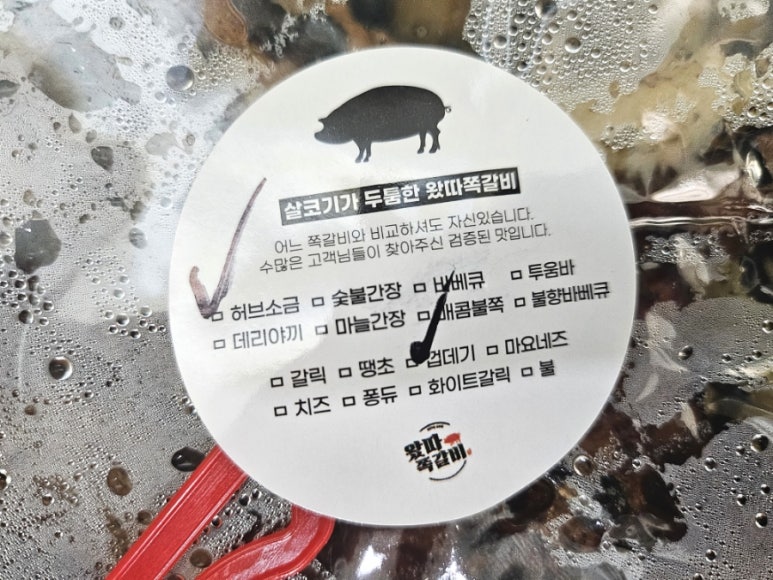 살코기가 두툼한 왔따쪽갈비
어느 쪽갈비와 비교하셔도 자신있습니다.
수많은 고객님들이 찾아주신 검증된 맛입니다.
허브소금 숯불간장 바베큐 투움바
데리야끼 마늘간장 매콤불쪽 불향바베큐
갈릭 땡초 껍데기 마요네즈
치즈 퐁듀 화이트갈릭 불
왔따
쪽갈비